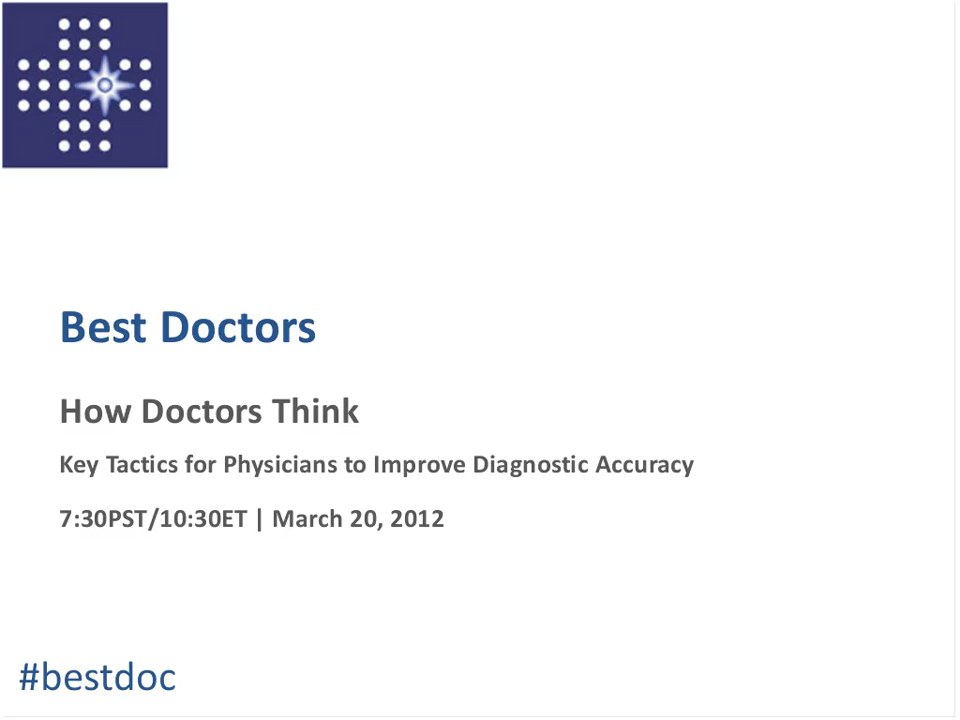 Best Doctors
How Doctors Think
Key Tactics for Physicians to Improve Diagnostic Accuracy
7:30PST/10:30ET | March 20, 2012
#bestdoc